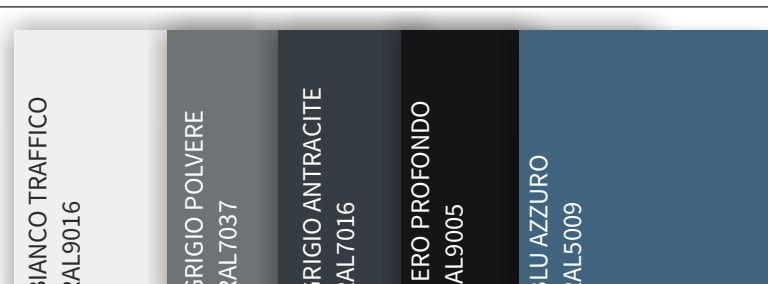 BIANCO TRAFFICO
RAL9016
GRIGIO POLVERE
RAL7037
GRIGIO ANTRACITE
RAL7016
ERO PROFONDO
AL9005
BLU AZZURO
RAL5009